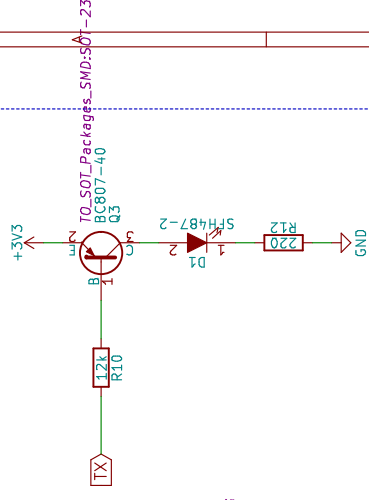 TO_SOT_Packages_SMD:SOT-23
BC807-40
Q3
+3V3
2
E
3
C
B
1
SFH487-2
2
1
D1
R12
220
GND
12k
R10
TX